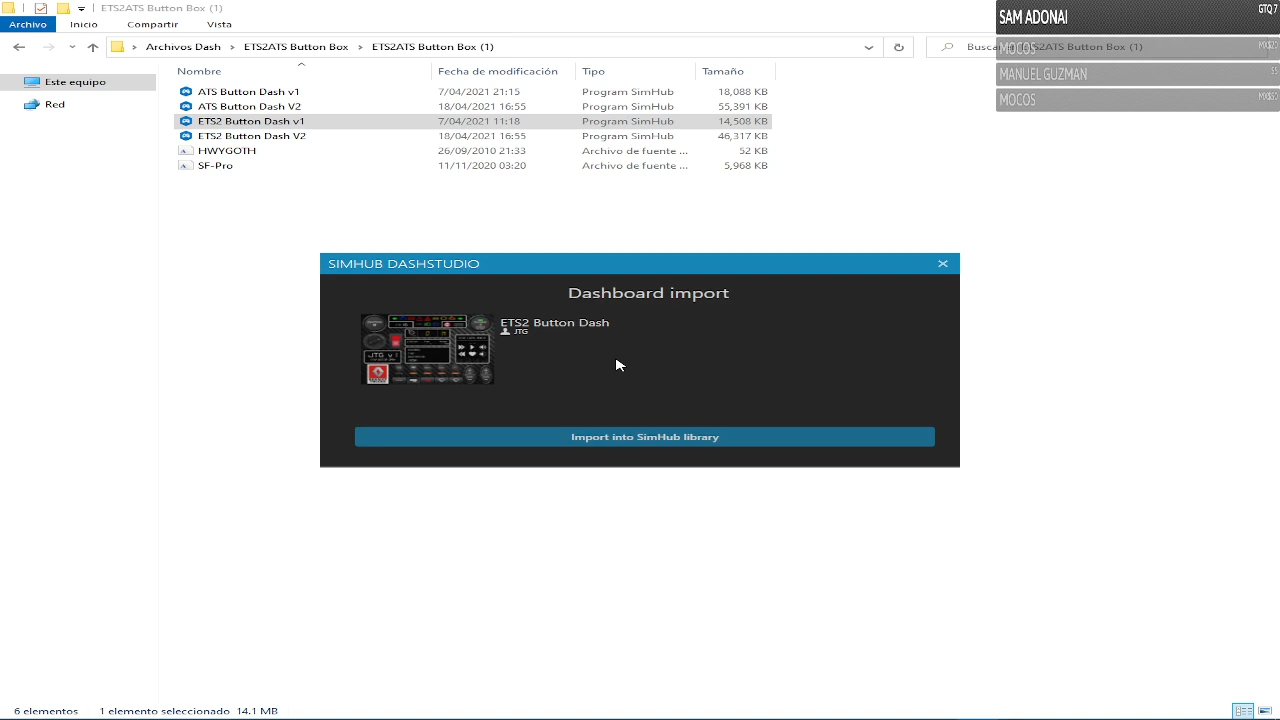 ETS2ATS Button Box (1)
Archivo Inicio Compartir Vista
Archivos Dash ETS2ATS Button Box ETS2ATS Button Box (1)
Nombre Fecha de modificación Tipo Tamaño
Este equipo
Red
ATS Button Dash v1 7/04/2021 21:15 Program SimHub 18,088 KB
ATS Button Dash V2 18/04/2021 16:55 Program SimHub 55,391 KB
ETS2 Button Dash v1 7/04/2021 11:18 Program SimHub 14,508 KB
ETS2 Button Dash V2 18/04/2021 16:55 Program SimHub 46,317 KB
HWYGOTH 26/09/2010 21:33 Archivo de fuente ... 52 KB
SF-Pro 11/11/2020 03:20 Archivo de fuente ... 5,968 KB
SAM ADONAI GTQ 7
MOCOS
MANUEL GUZMAN
MOCOS
SIMHUB DASHSTUDIO
Dashboard import
ETS2 Button Dash
JTG
JTG v1
Import into SimHub library
6 elementos 1 elemento seleccionado 14.1 MB